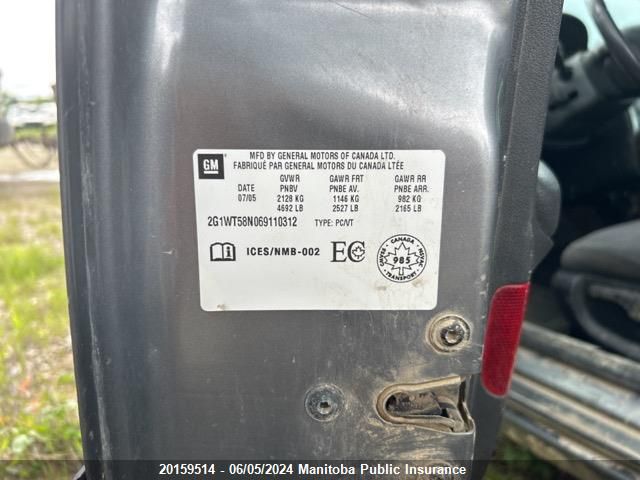 GM
MFD BY GENERAL MOTORS OF CANADA LTD.
FABRIQUÉ PAR GENERAL MOTORS DU CANADA LTÉE
GVWR GAWR FRT GAWR RR
DATE PNBV PNBE AV. PNBE ARR.
07/05 2128 KG 1146 KG 982 KG
4692 LB 2527 LB 2165 LB
2G1WT58N069110312 TYPE: PC/VT
ICES/NMB-002 EC
CANADA
985
TRANSPORT
20159514 - 06/05/2024 Manitoba Public Insurance